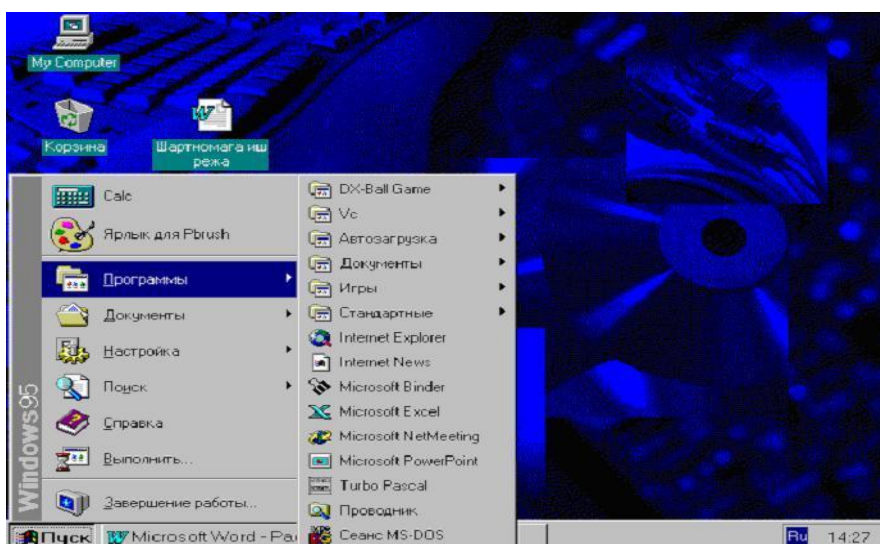 My Computer
Корзина
Шартномага иш
режа
Windows95
Calc
Ярлык для Pbrush
Программы
Документы
Настройка
Поиск
Справка
Выполнить...
Завершение работы...
DX-Ball Game
Vc
Автозагрузка
Документы
Игры
Стандартные
Internet Explorer
Internet News
Microsoft Binder
Microsoft Excel
Microsoft NetMeeting
Microsoft PowerPoint
Turbo Pascal
Проводник
Сеанс MS-DOS
Пуск
Microsoft Word - Ра
Ru
14:27